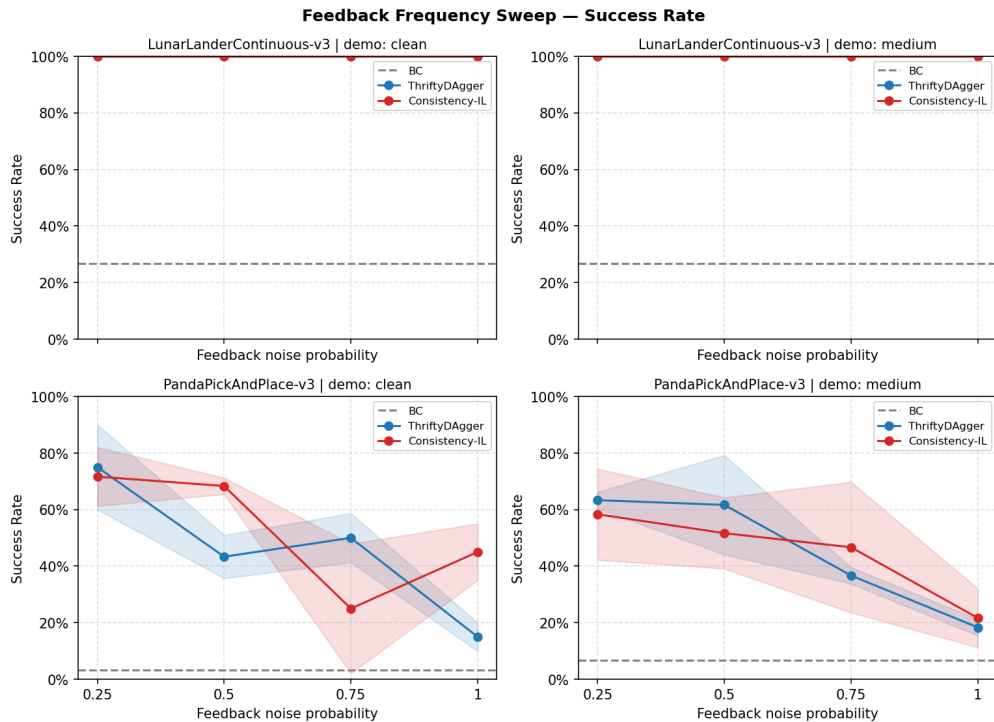 Feedback Frequency Sweep — Success Rate
LunarLanderContinuous-v3 | demo: clean
100%
80%
60%
40%
20%
0%
Success Rate
Feedback noise probability
BC
ThriftyDAgger
Consistency-IL
LunarLanderContinuous-v3 | demo: medium
100%
80%
60%
40%
20%
0%
Success Rate
Feedback noise probability
BC
ThriftyDAgger
Consistency-IL
PandaPickAndPlace-v3 | demo: clean
100%
80%
60%
40%
20%
0%
Success Rate
0.25
0.5
0.75
1
Feedback noise probability
BC
ThriftyDAgger
Consistency-IL
PandaPickAndPlace-v3 | demo: medium
100%
80%
60%
40%
20%
0%
Success Rate
0.25
0.5
0.75
1
Feedback noise probability
BC
ThriftyDAgger
Consistency-IL